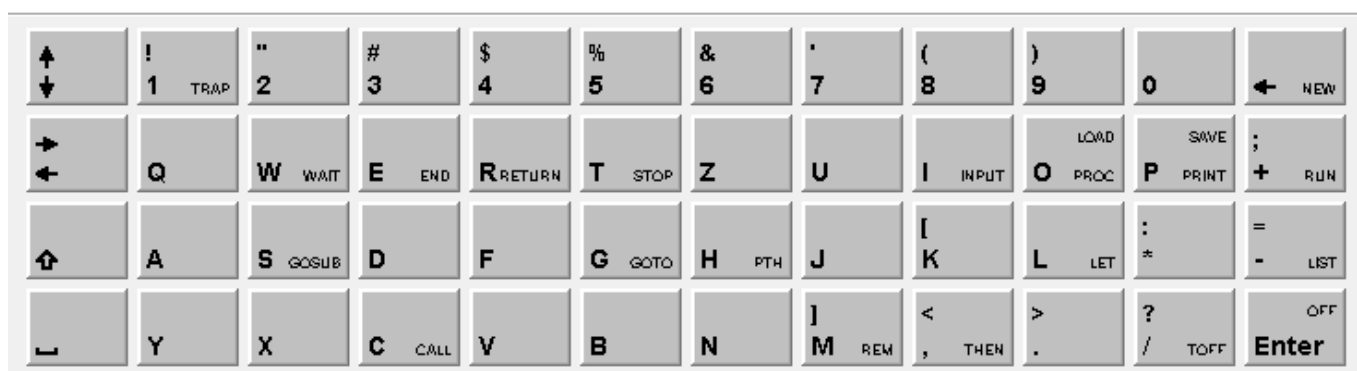 ! " # $ % & ' ( )
1 TRAP 2 3 4 5 6 7 8 9 0 NEW
LOAD SAVE ;
Q W WAIT E END R RETURN T STOP Z U I INPUT O PROC P PRINT + RUN
[ : =
A S GOSUB D F G GOTO H PTH J K L LET * - LIST
] < > ? OFF
Y X C CALL V B N M REM , THEN . / TOFF Enter